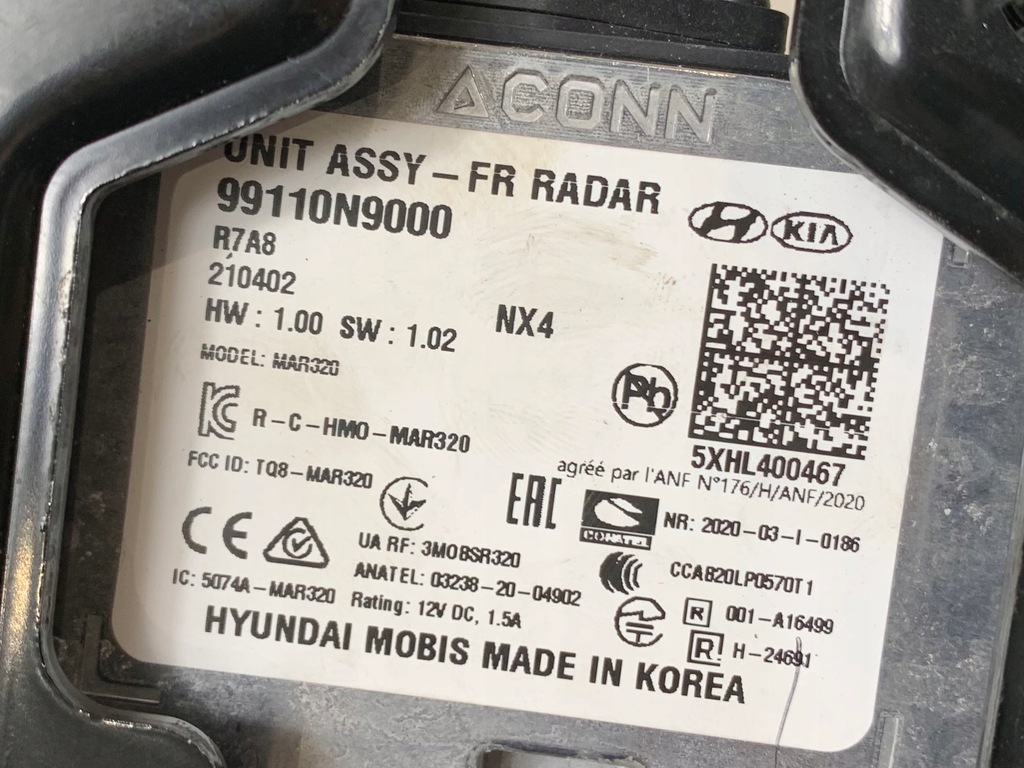 △CONN
UNIT ASSY – FR RADAR
99110N9000
KIA
R7A8
210402
HW : 1.00 SW : 1.02
NX4
MODEL: MAR320
R-C-HMO-MAR320
5XHL400467
FCC ID: TQ8-MAR320
agréé par l'ANF N°176/H/ANF/2020
EAC
CONATEL
NR: 2020-03-I-0186
CE
UA RF: 3MOBSR320
CCAB20LP0570T1
IC: 5074A-MAR320
ANATEL: 03238-20-04902
Rating: 12V DC, 1.5A
R 001-A16499
R H-24691
HYUNDAI MOBIS MADE IN KOREA